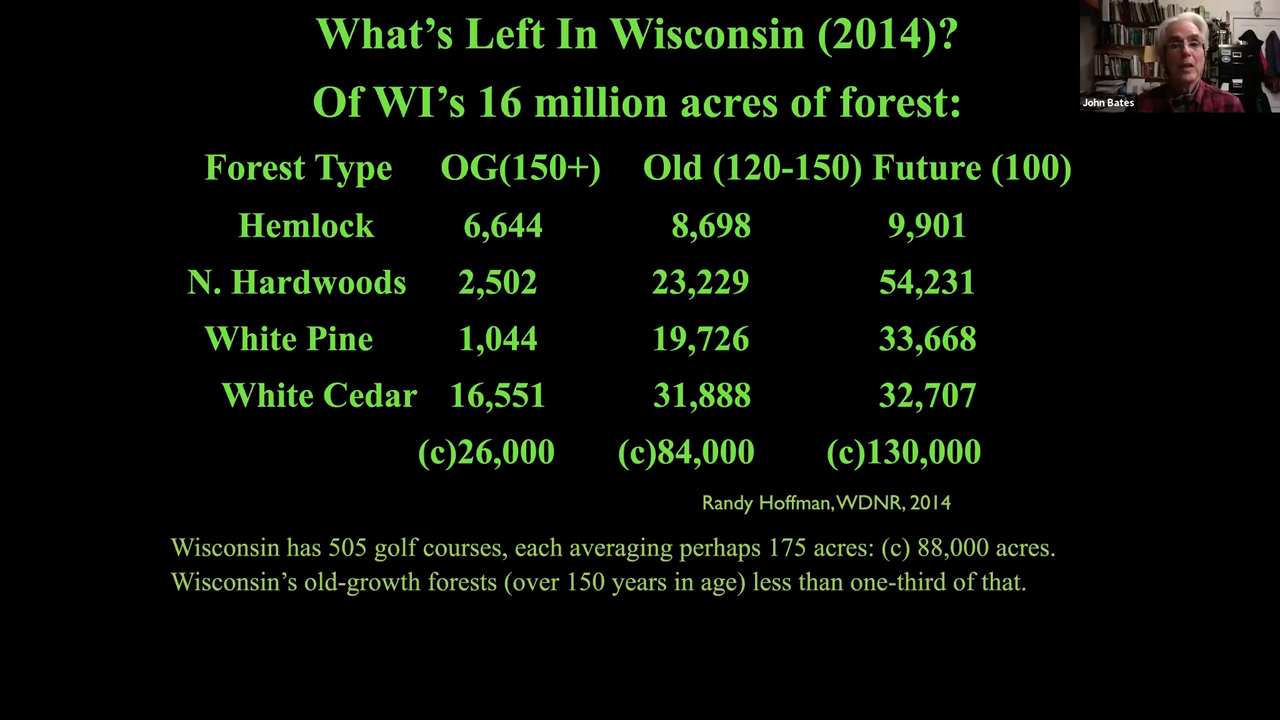 What's Left In Wisconsin (2014)?
John Bates
Of WI's 16 million acres of forest:
Forest Type OG(150+) Old (120-150) Future (100)
Hemlock 6,644 8,698 9,901
N. Hardwoods 2,502 23,229 54,231
White Pine 1,044 19,726 33,668
White Cedar 16,551 31,888 32,707
(c)26,000 (c)84,000 (c)130,000
Randy Hoffman, WDNR, 2014
Wisconsin has 505 golf courses, each averaging perhaps 175 acres: (c) 88,000 acres.
Wisconsin's old-growth forests (over 150 years in age) less than one-third of that.